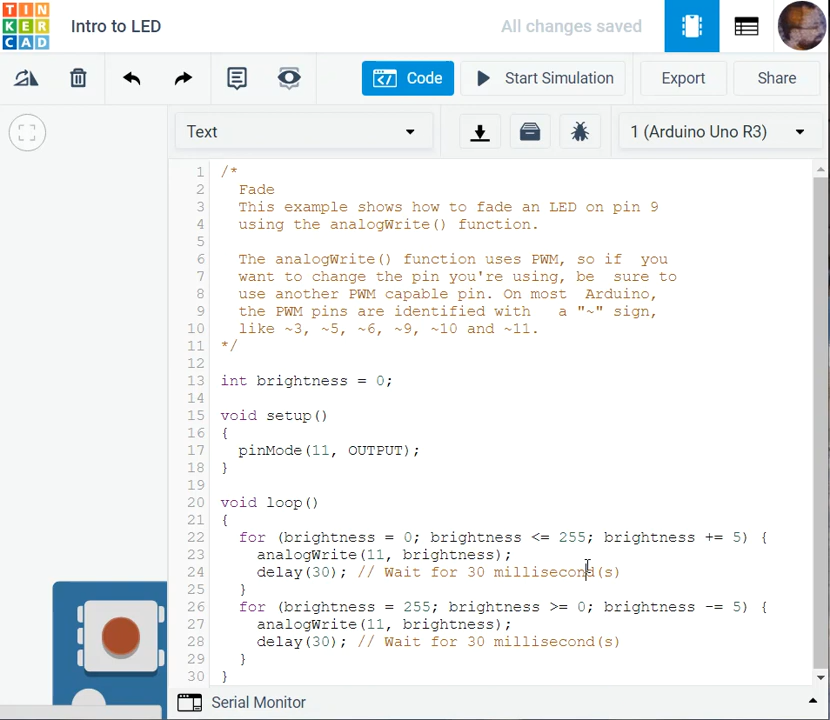 TIN
KER
CAD
Intro to LED
All changes saved
Code
Start Simulation
Export
Share
Text
1 (Arduino Uno R3)
1 /*
2 Fade
3 This example shows how to fade an LED on pin 9
4 using the analogWrite() function.
5
6 The analogWrite() function uses PWM, so if you
7 want to change the pin you're using, be sure to
8 use another PWM capable pin. On most Arduino,
9 the PWM pins are identified with a "~" sign,
10 like ~3, ~5, ~6, ~9, ~10 and ~11.
11 */
12
13 int brightness = 0;
14
15 void setup()
16 {
17 pinMode(11, OUTPUT);
18 }
19
20 void loop()
21 {
22 for (brightness = 0; brightness <= 255; brightness += 5) {
23 analogWrite(11, brightness);
24 delay(30); // Wait for 30 millisecond(s)
25 }
26 for (brightness = 255; brightness >= 0; brightness -= 5) {
27 analogWrite(11, brightness);
28 delay(30); // Wait for 30 millisecond(s)
29 }
30 }
Serial Monitor